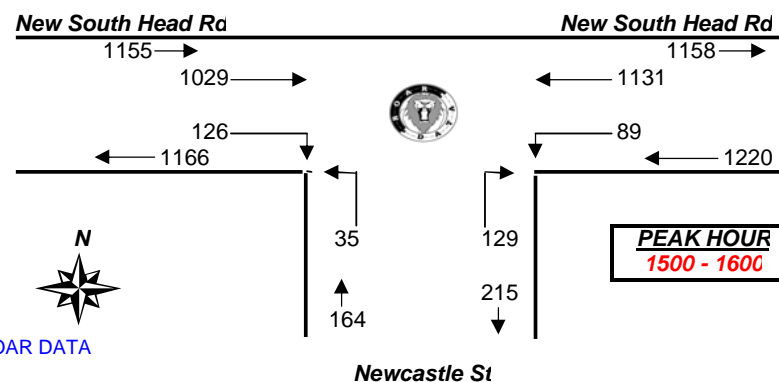 New South Head Rd New South Head Rd
1155 1158
1029 1131
126 89
1166 1220
N
35 129
PEAK HOUR
1500 - 1600
164 215
OAR DATA
Newcastle St